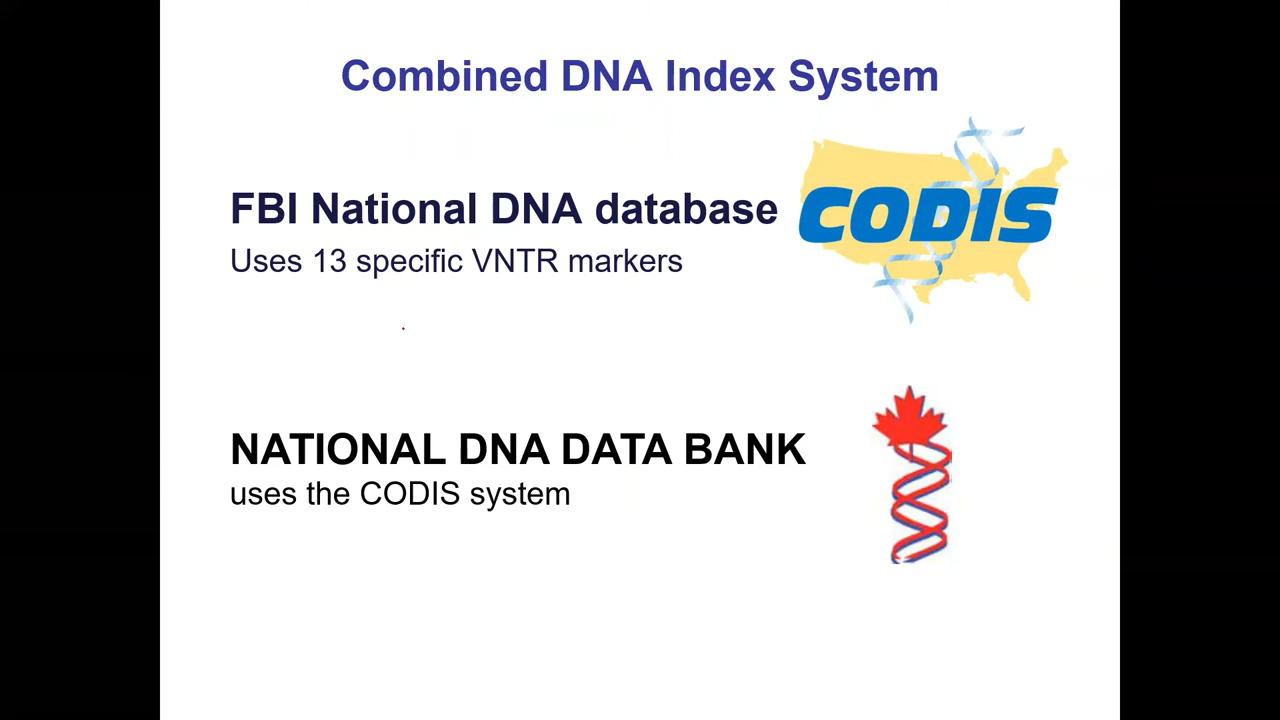 Combined DNA Index System
FBI National DNA database
CODIS
Uses 13 specific VNTR markers
NATIONAL DNA DATA BANK
uses the CODIS system